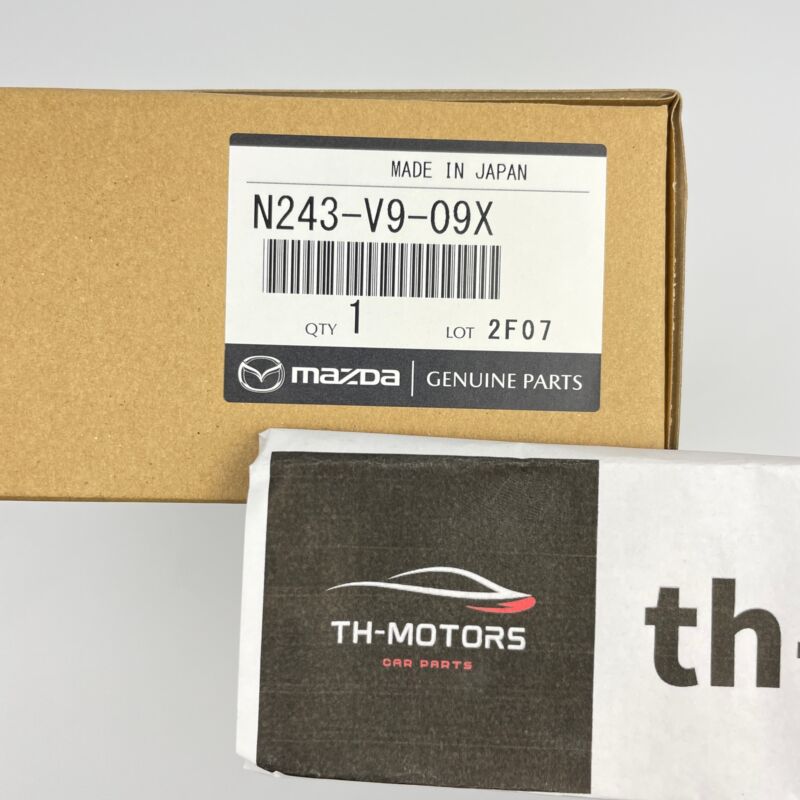 MADE IN JAPAN
N243-V9-09X
QTY 1 LOT 2F07
mazda | GENUINE PARTS
TH-MOTORS
CAR PARTS
th-